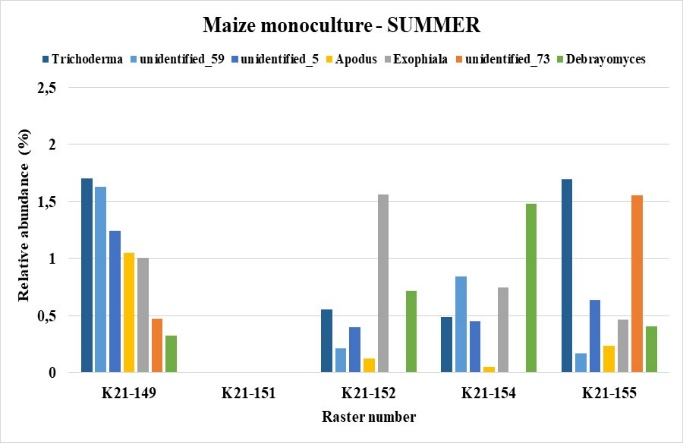 Maize monoculture - SUMMER
Trichoderma unidentified_59 unidentified_5 Apodus Exophiala unidentified_73 Debrayomyces
2,5
2
1,5
1
0,5
0
Relative abundance (%)
K21-149 K21-151 K21-152 K21-154 K21-155
Raster number